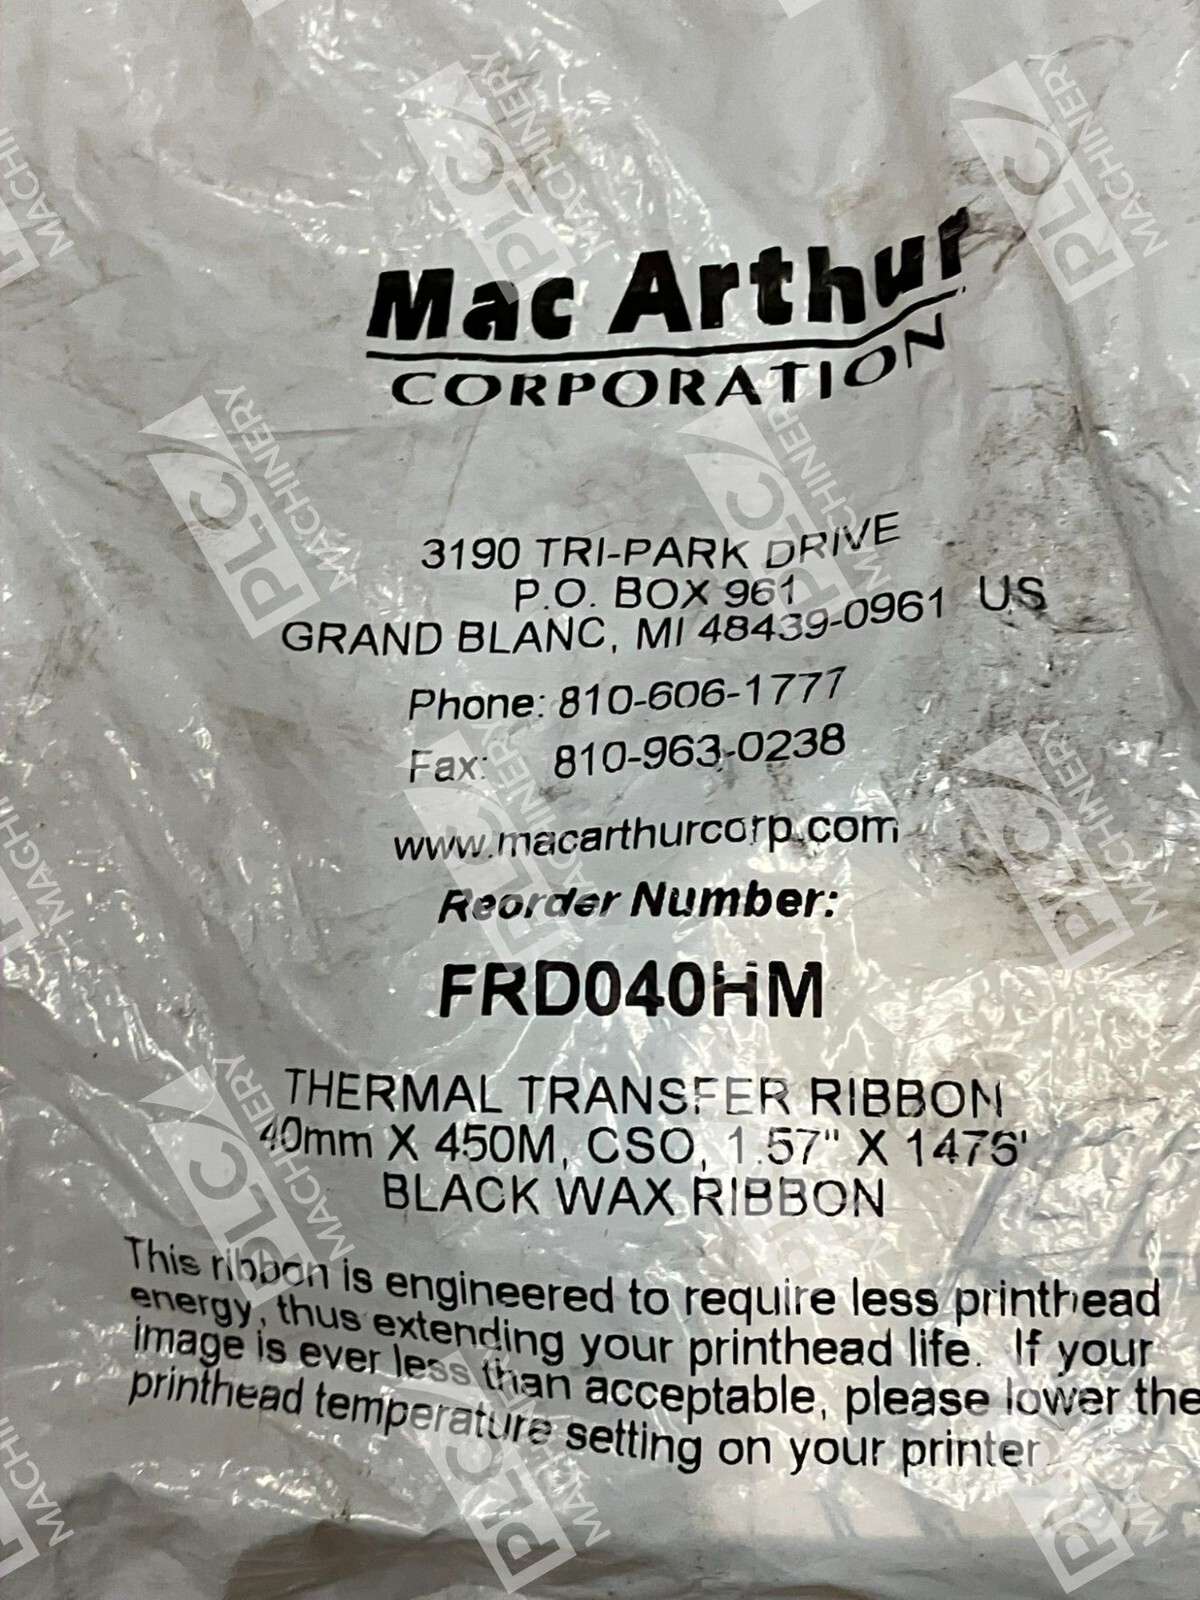 Mac Arthur
CORPORATION
3190 TRI-PARK DRIVE
P.O. BOX 961
GRAND BLANC, MI 48439-0961 US
Phone: 810-606-1777
Fax: 810-963-0238
www.macarthurcorp.com
Reorder Number:
FRD040HM
THERMAL TRANSFER RIBBON
40mm X 450M, CSO, 1.57" X 1476'
BLACK WAX RIBBON
This ribbon is engineered to require less printhead
energy, thus extending your printhead life. If your
image is ever less than acceptable, please lower the
printhead temperature setting on your printer.
PLC MACHINERY